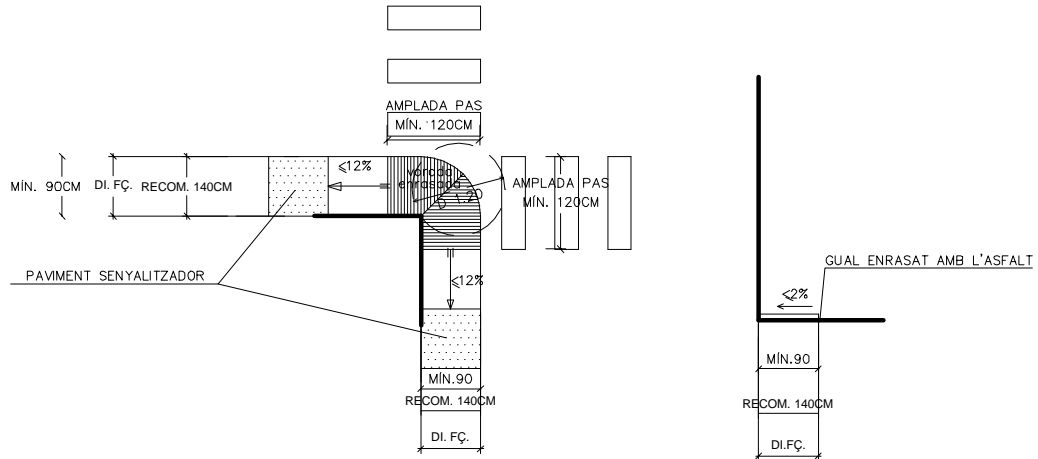 AMPLADA PAS
MÍN. 120CM
≤12%
vorada
enrasada
1.20
MÍN. 90CM
DI. FÇ.
RECOM. 140CM
AMPLADA PAS
MÍN. 120CM
PAVIMENT SENYALITZADOR
≤12%
MÍN.90
RECOM. 140CM
DI. FÇ.
GUAL ENRASAT AMB L'ASFALT
≤2%
MÍN.90
RECOM. 140CM
DI.FÇ.